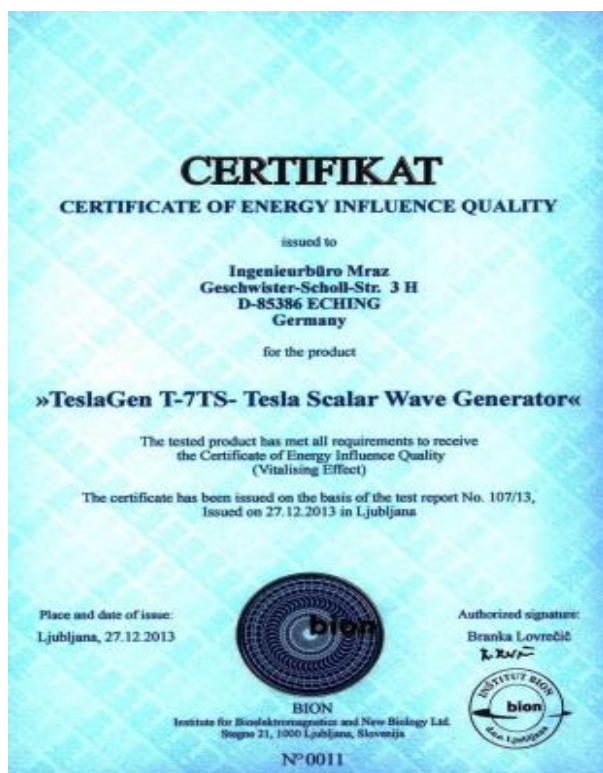 CERTIFIKAT
CERTIFICATE OF ENERGY INFLUENCE QUALITY
issued to
Ingenieurbüro Mraz
Geschwister-Scholl-Str. 3 H
D-85386 ECHING
Germany
for the product
»TeslaGen T-7TS- Tesla Scalar Wave Generator«
The tested product has met all requirements to receive
the Certificate of Energy Influence Quality
(Vitalising Effect)
The certificate has been issued on the basis of the test report No. 107/13,
Issued on 27.12.2013 in Ljubljana
Place and date of issue:
Ljubljana, 27.12.2013
bion
Authorized signature:
Branka Lovrečič
INŠTITUT BION
bion
d.o.o. Ljubljana
BION
Institute for Bioelektromagnetics and New Biology Ltd.
Stegne 21, 1000 Ljubljana, Slovenija
Nº 0011